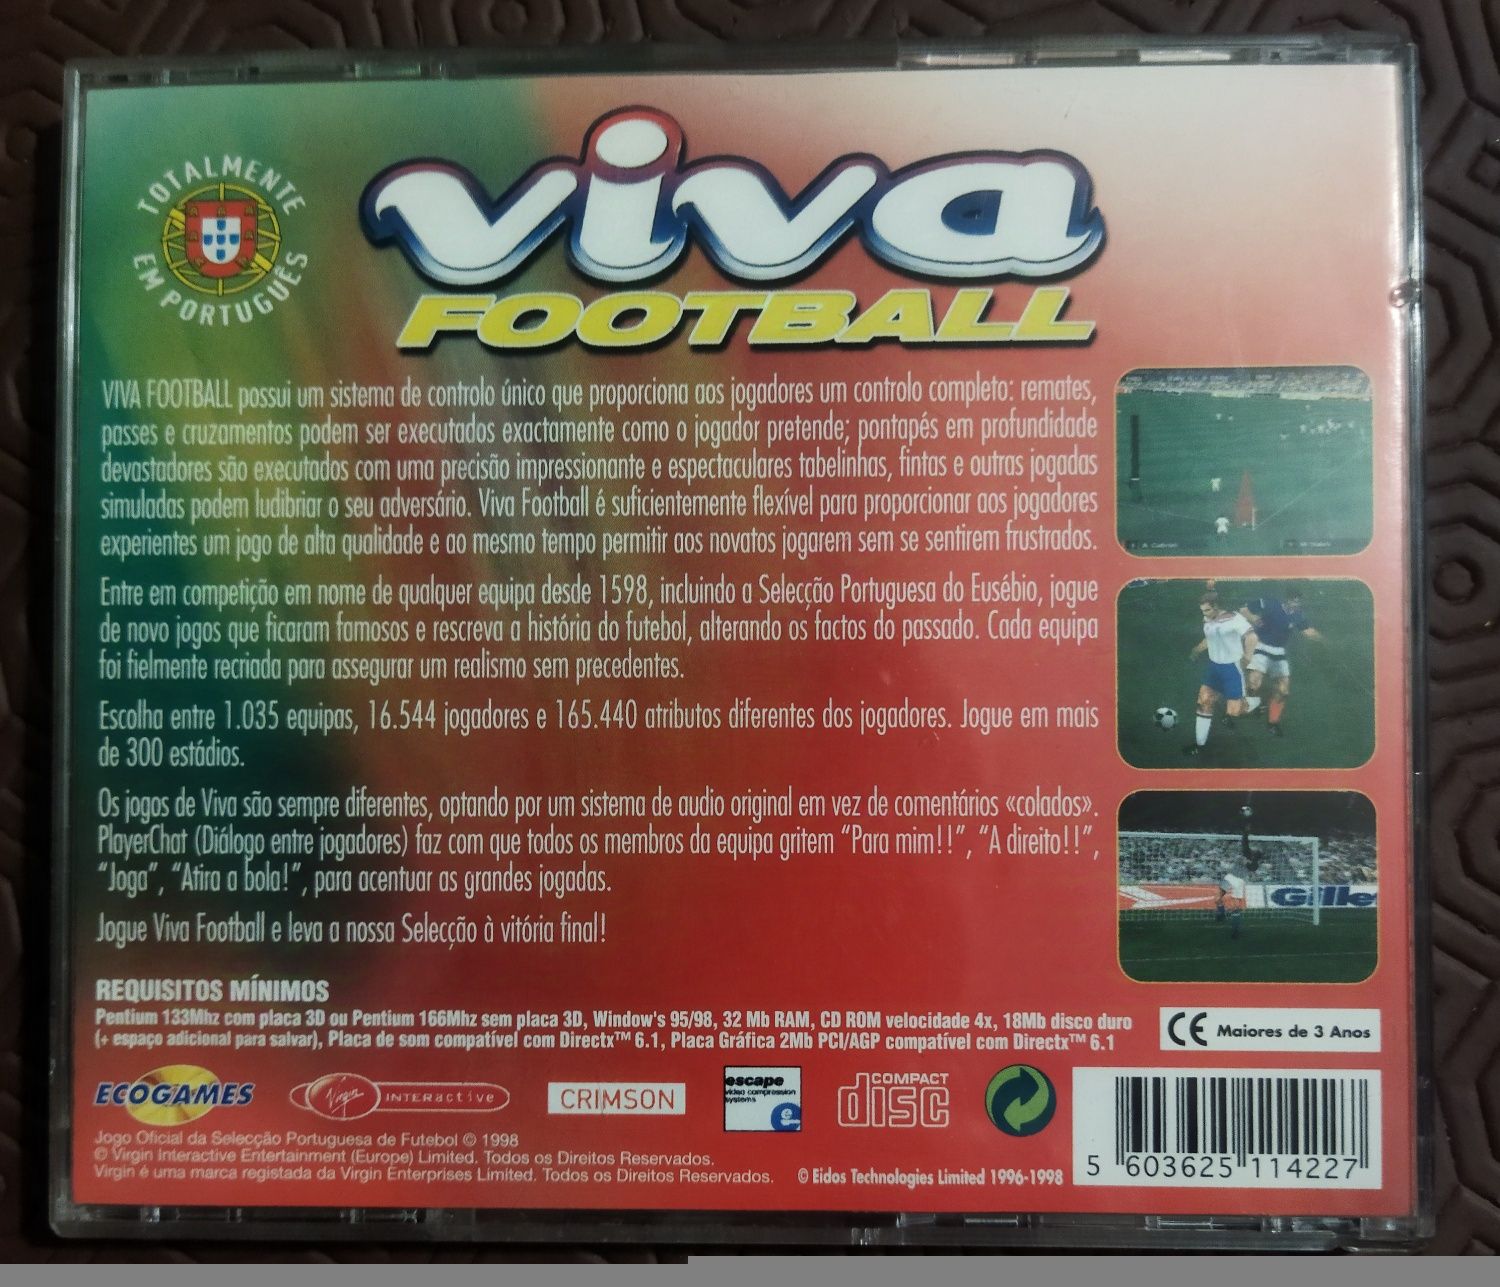 TOTALMENTE EM PORTUGUÊS
viva
FOOTBALL
VIVA FOOTBALL possui um sistema de controlo único que proporciona aos jogadores um controlo completo: remates,
passes e cruzamentos podem ser executados exactamente como o jogador pretende; pontapés em profundidade
devastadores são executados com uma precisão impressionante e espectaculares tabelinhas, fintas e outras jogadas
simuladas podem ludibriar o seu adversário. Viva Football é suficientemente flexível para proporcionar aos jogadores
experientes um jogo de alta qualidade e ao mesmo tempo permitir aos novatos jogarem sem se sentirem frustrados.
Entre em competição em nome de qualquer equipa desde 1598, incluindo a Selecção Portuguesa do Eusébio, jogue
de novo jogos que ficaram famosos e rescreva a história do futebol, alterando os factos do passado. Cada equipa
foi fielmente recriada para assegurar um realismo sem precedentes.
Escolha entre 1.035 equipas, 16.544 jogadores e 165.440 atributos diferentes dos jogadores. Jogue em mais
de 300 estádios.
Os jogos de Viva são sempre diferentes, optando por um sistema de audio original em vez de comentários «colados».
PlayerChat (Diálogo entre jogadores) faz com que todos os membros da equipa gritem “Para mim!!”, “A direito!!”,
“Joga”, “Atira a bola!”, para acentuar as grandes jogadas.
Jogue Viva Football e leva a nossa Selecção à vitória final!
Gille
REQUISITOS MÍNIMOS
Pentium 133Mhz com placa 3D ou Pentium 166Mhz sem placa 3D, Window's 95/98, 32 Mb RAM, CD ROM velocidade 4x, 18Mb disco duro
(+ espaço adicional para salvar), Placa de som compatível com Directx™ 6.1, Placa Gráfica 2Mb PCI/AGP compatível com Directx™ 6.1
CE Maiores de 3 Anos
ECOGAMES
Virgin INTERactive
CRIMSON
escape
video compression
systems
e
COMPACT
disc
Jogo Oficial da Selecção Portuguesa de Futebol © 1998
© Virgin Interactive Entertainment (Europe) Limited. Todos os Direitos Reservados.
Virgin é uma marca registada da Virgin Enterprises Limited. Todos os Direitos Reservados.
© Eidos Technologies Limited 1996-1998
5 603625 114227